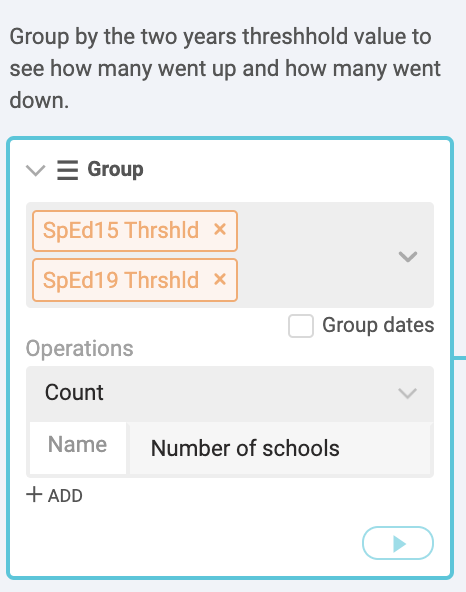 Group by the two years threshhold value to
see how many went up and how many went
down.
Group
SpEd15 Thrshld ×
SpEd19 Thrshld ×
Group dates
Operations
Count
Name Number of schools
+ ADD